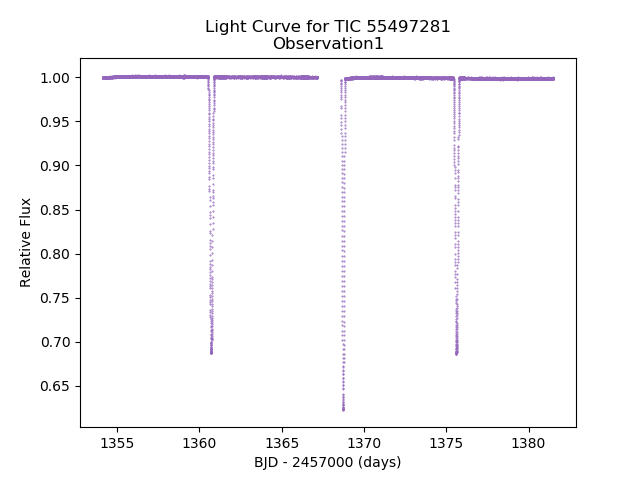 Light Curve for TIC 55497281
Observation1
1.00
0.95
0.90
0.85
0.80
0.75
0.70
0.65
Relative Flux
1355 1360 1365 1370 1375 1380
BJD - 2457000 (days)